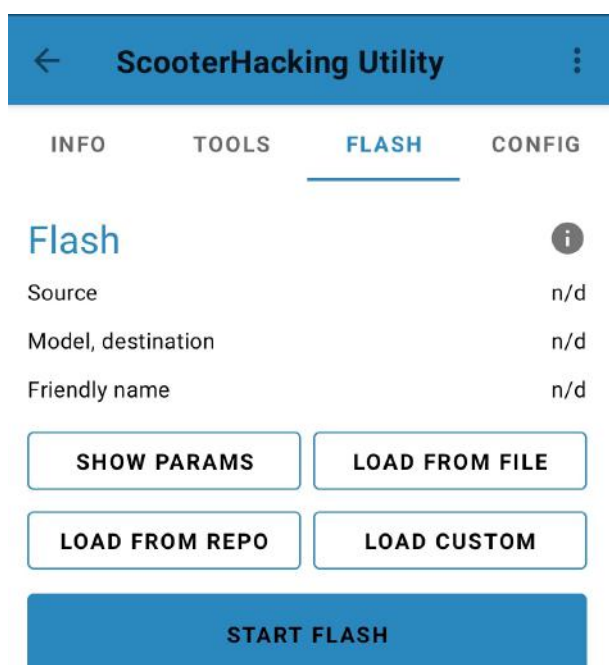 ScooterHacking Utility
INFO TOOLS FLASH CONFIG
Flash
Source n/d
Model, destination n/d
Friendly name n/d
SHOW PARAMS LOAD FROM FILE
LOAD FROM REPO LOAD CUSTOM
START FLASH